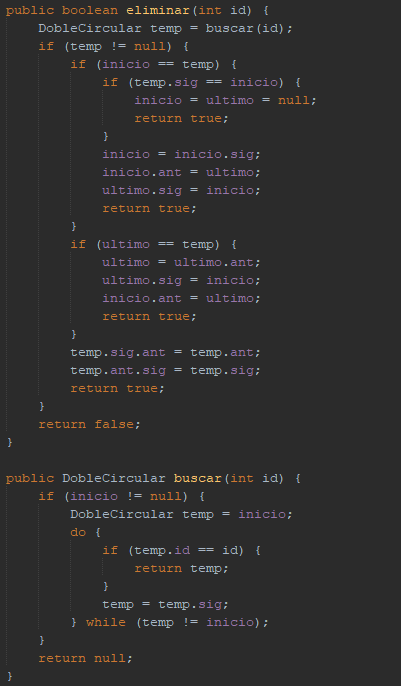 public boolean eliminar(int id) {
    DobleCircular temp = buscar(id);
    if (temp != null) {
        if (inicio == temp) {
            if (temp.sig == inicio) {
                inicio = ultimo = null;
                return true;
            }
            inicio = inicio.sig;
            inicio.ant = ultimo;
            ultimo.sig = inicio;
            return true;
        }
        if (ultimo == temp) {
            ultimo = ultimo.ant;
            ultimo.sig = inicio;
            inicio.ant = ultimo;
            return true;
        }
        temp.sig.ant = temp.ant;
        temp.ant.sig = temp.sig;
        return true;
    }
    return false;
}

public DobleCircular buscar(int id) {
    if (inicio != null) {
        DobleCircular temp = inicio;
        do {
            if (temp.id == id) {
                return temp;
            }
            temp = temp.sig;
        } while (temp != inicio);
    }
    return null;
}